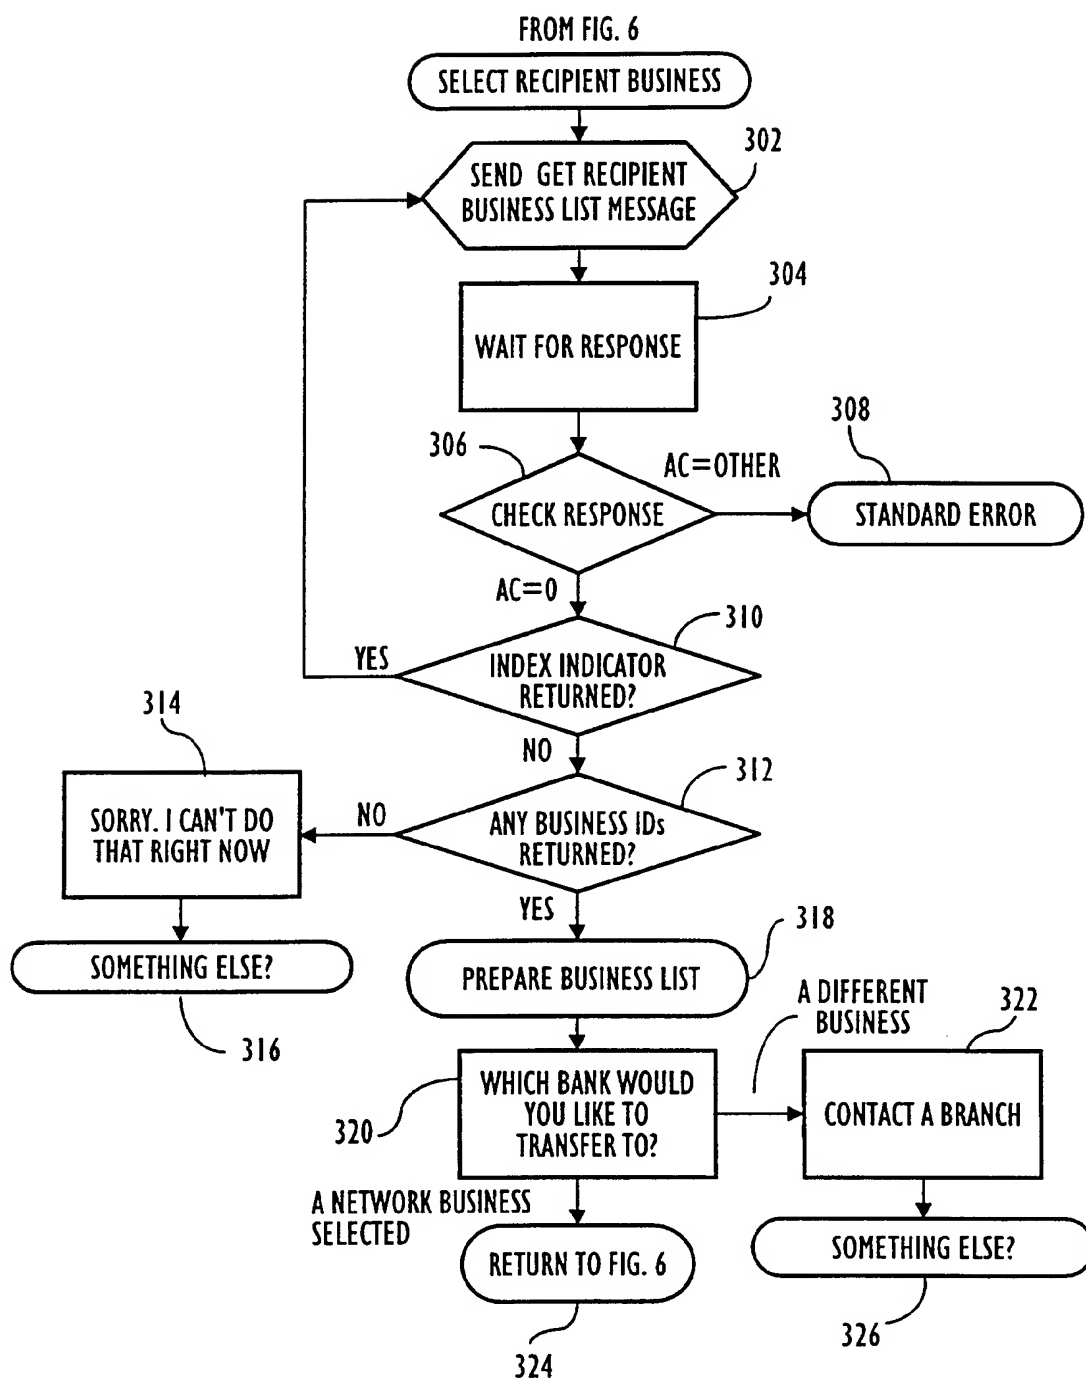 FROM FIG. 6
SELECT RECIPIENT BUSINESS
302
SEND GET RECIPIENT
BUSINESS LIST MESSAGE
304
WAIT FOR RESPONSE
306
AC=OTHER
308
CHECK RESPONSE
STANDARD ERROR
AC=0
310
YES
INDEX INDICATOR
RETURNED?
314
NO
312
SORRY. I CAN'T DO
THAT RIGHT NOW
NO
ANY BUSINESS IDs
RETURNED?
YES
318
SOMETHING ELSE?
PREPARE BUSINESS LIST
316
A DIFFERENT
BUSINESS
322
320
WHICH BANK WOULD
YOU LIKE TO
TRANSFER TO?
CONTACT A BRANCH
A NETWORK BUSINESS
SELECTED
RETURN TO FIG. 6
SOMETHING ELSE?
324
326